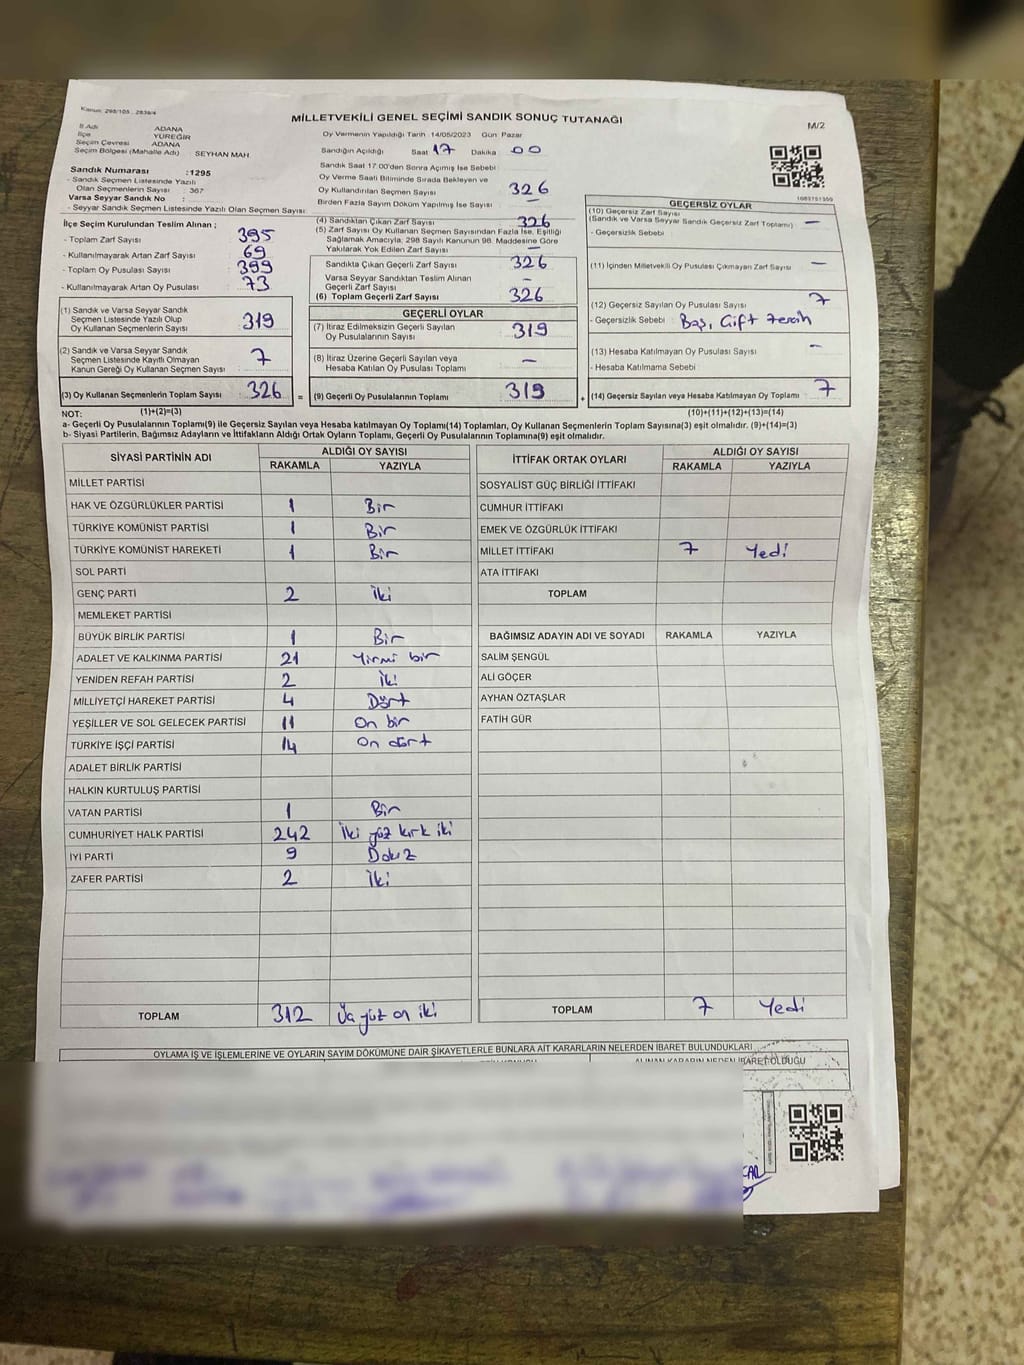 Kanun: 298/105 . 2839/4
MİLLETVEKİLİ GENEL SEÇİMİ SANDIK SONUÇ TUTANAĞI
M/2
İl Adı ADANA
İlçe YÜREĞİR
Seçim Çevresi ADANA
Seçim Bölgesi (Mahalle Adı) SEYHAN MAH.
Oy Vermenin Yapıldığı Tarih 14/05/2023 Gün Pazar
Sandığın Açıldığı Saat 17 Dakika 00
Sandık Saat 17:00'den Sonra Açılmış İse Sebebi
Oy Verme Saati Bitiminde Sırada Bekleyen ve
Oy Kullandırılan Seçmen Sayısı 326
Birden Fazla Sayım Döküm Yapılmış İse Sayısı —
Sandık Numarası :1295
- Sandık Seçmen Listesinde Yazılı
Olan Seçmenlerin Sayısı : 367
Varsa Seyyar Sandık No :
- Seyyar Sandık Seçmen Listesinde Yazılı Olan Seçmen Sayısı:
İlçe Seçim Kurulundan Teslim Alınan ;
- Toplam Zarf Sayısı 395
- Kullanılmayarak Artan Zarf Sayısı 69
- Toplam Oy Pusulası Sayısı 399
- Kullanılmayarak Artan Oy Pusulası 73
(1) Sandık ve Varsa Seyyar Sandık
Seçmen Listesinde Yazılı Olup
Oy Kullanan Seçmenlerin Sayısı 319
(2) Sandık ve Varsa Seyyar Sandık
Seçmen Listesinde Kayıtlı Olmayan
Kanun Gereği Oy Kullanan Seçmen Sayısı 7
(3) Oy Kullanan Seçmenlerin Toplam Sayısı 326
(1)+(2)=(3)
(4) Sandıktan Çıkan Zarf Sayısı 326
(5) Zarf Sayısı Oy Kullanan Seçmen Sayısından Fazla İse, Eşitliği
Sağlamak Amacıyla, 298 Sayılı Kanunun 98. Maddesine Göre
Yakılarak Yok Edilen Zarf Sayısı —
Sandıkta Çıkan Geçerli Zarf Sayısı 326
Varsa Seyyar Sandıktan Teslim Alınan
Geçerli Zarf Sayısı —
(6) Toplam Geçerli Zarf Sayısı 326
GEÇERLİ OYLAR
(7) İtiraz Edilmeksizin Geçerli Sayılan
Oy Pusulalarının Sayısı 319
(8) İtiraz Üzerine Geçerli Sayılan veya
Hesaba Katılan Oy Pusulası Toplamı —
= (9) Geçerli Oy Pusulalarının Toplamı 319
GEÇERSİZ OYLAR
(10) Geçersiz Zarf Sayısı
(Sandık ve Varsa Seyyar Sandık Geçersiz Zarf Toplamı) —
- Geçersizlik Sebebi
(11) İçinden Milletvekili Oy Pusulası Çıkmayan Zarf Sayısı —
(12) Geçersiz Sayılan Oy Pusulası Sayısı 7
- Geçersizlik Sebebi : Boş, Çift tercih
(13) Hesaba Katılmayan Oy Pusulası Sayısı —
- Hesaba Katılmama Sebebi
+ (14) Geçersiz Sayılan veya Hesaba Katılmayan Oy Toplamı 7
(10)+(11)+(12)+(13)=(14)
NOT:
a- Geçerli Oy Pusulalarının Toplamı(9) ile Geçersiz Sayılan veya Hesaba katılmayan Oy Toplamı(14) Toplamları, Oy Kullanan Seçmenlerin Toplam Sayısına(3) eşit olmalıdır. (9)+(14)=(3)
b- Siyasi Partilerin, Bağımsız Adayların ve İttifakların Aldığı Ortak Oyların Toplamı, Geçerli Oy Pusulalarının Toplamına(9) eşit olmalıdır.
SİYASİ PARTİNİN ADI ALDIĞI OY SAYISI
RAKAMLA YAZIYLA
MİLLET PARTİSİ
HAK VE ÖZGÜRLÜKLER PARTİSİ 1 Bir
TÜRKİYE KOMÜNİST PARTİSİ 1 Bir
TÜRKİYE KOMÜNİST HAREKETİ 1 Bir
SOL PARTİ
GENÇ PARTİ 2 İki
MEMLEKET PARTİSİ
BÜYÜK BİRLİK PARTİSİ 1 Bir
ADALET VE KALKINMA PARTİSİ 21 Yirmi bir
YENİDEN REFAH PARTİSİ 2 İki
MİLLİYETÇİ HAREKET PARTİSİ 4 Dört
YEŞİLLER VE SOL GELECEK PARTİSİ 11 On bir
TÜRKİYE İŞÇİ PARTİSİ 14 On dört
ADALET BİRLİK PARTİSİ
HALKIN KURTULUŞ PARTİSİ
VATAN PARTİSİ 1 Bir
CUMHURİYET HALK PARTİSİ 242 İki yüz kırk iki
İYİ PARTİ 9 Dokuz
ZAFER PARTİSİ 2 İki
TOPLAM 312 Üç yüz on iki
İTTİFAK ORTAK OYLARI ALDIĞI OY SAYISI
RAKAMLA YAZIYLA
SOSYALİST GÜÇ BİRLİĞİ İTTİFAKI
CUMHUR İTTİFAKI
EMEK VE ÖZGÜRLÜK İTTİFAKI
MİLLET İTTİFAKI 7 Yedi
ATA İTTİFAKI
TOPLAM
BAĞIMSIZ ADAYIN ADI VE SOYADI RAKAMLA YAZIYLA
SALİM ŞENGÜL
ALİ GÖÇER
AYHAN ÖZTAŞLAR
FATİH GÜR
TOPLAM 7 Yedi
OYLAMA İŞ VE İŞLEMLERİNE VE OYLARIN SAYIM DÖKÜMÜNE DAİR ŞİKAYETLERLE BUNLARA AİT KARARLARIN NELERDEN İBARET BULUNDUKLARI
ALINAN KARARIN NEDEN İBARET OLDUĞU